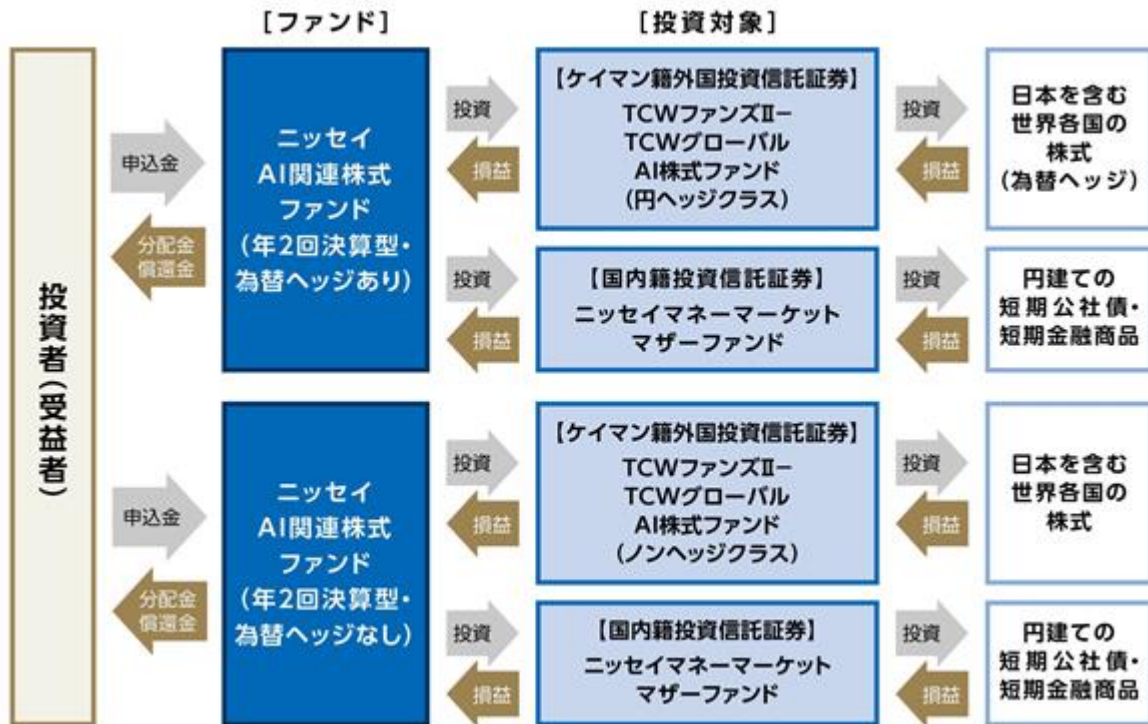 [ファンド]
[投資対象]
投資者(受益者)
申込金
分配金
償還金
ニッセイ
AI関連株式
ファンド
(年2回決算型・
為替ヘッジあり)
投資
損益
【ケイマン籍外国投資信託証券】
TCWファンズⅡー
TCWグローバル
AI株式ファンド
(円ヘッジクラス)
投資
損益
日本を含む
世界各国の
株式
(為替ヘッジ)
投資
損益
【国内籍投資信託証券】
ニッセイマネーマーケット
マザーファンド
投資
損益
円建ての
短期公社債・
短期金融商品
申込金
分配金
償還金
ニッセイ
AI関連株式
ファンド
(年2回決算型・
為替ヘッジなし)
投資
損益
【ケイマン籍外国投資信託証券】
TCWファンズⅡー
TCWグローバル
AI株式ファンド
(ノンヘッジクラス)
投資
損益
日本を含む
世界各国の
株式
投資
損益
【国内籍投資信託証券】
ニッセイマネーマーケット
マザーファンド
投資
損益
円建ての
短期公社債・
短期金融商品